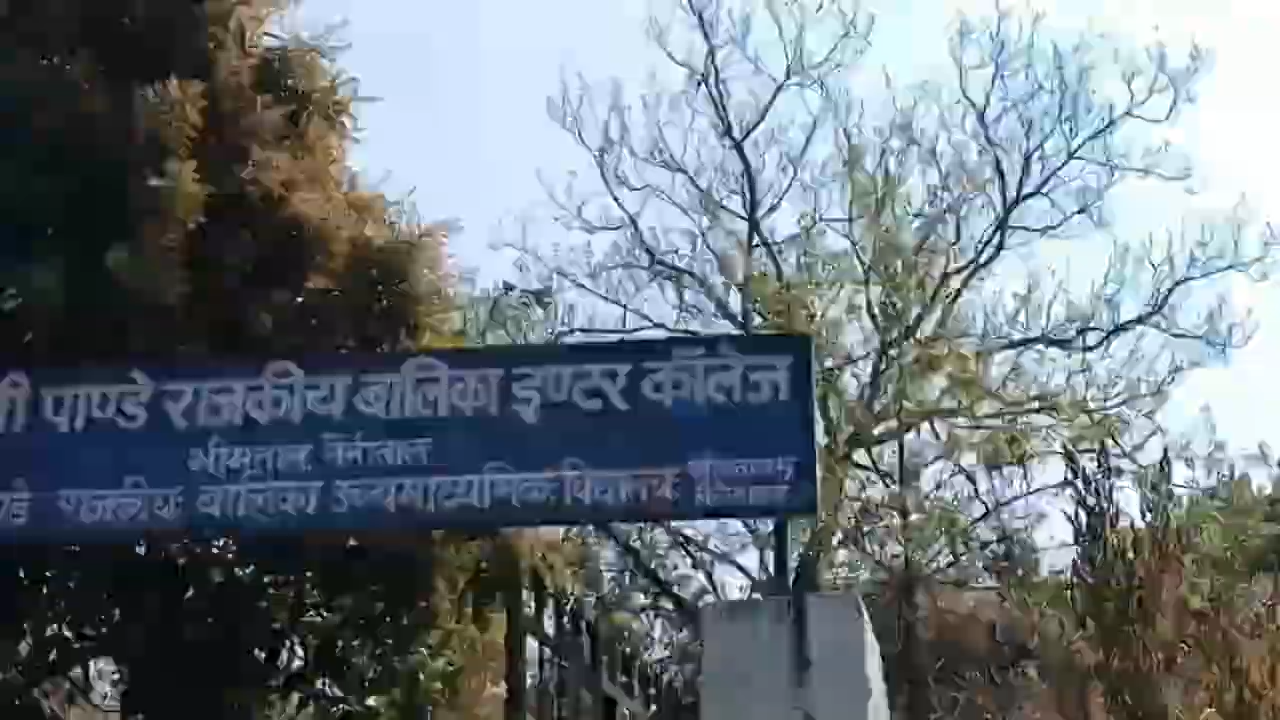 पाण्डे राजकीय बालिका इण्टर कॉलेज
भीमताल नैनीताल
राजकीय बालिका उच्चमाध्यमिक विद्यालय